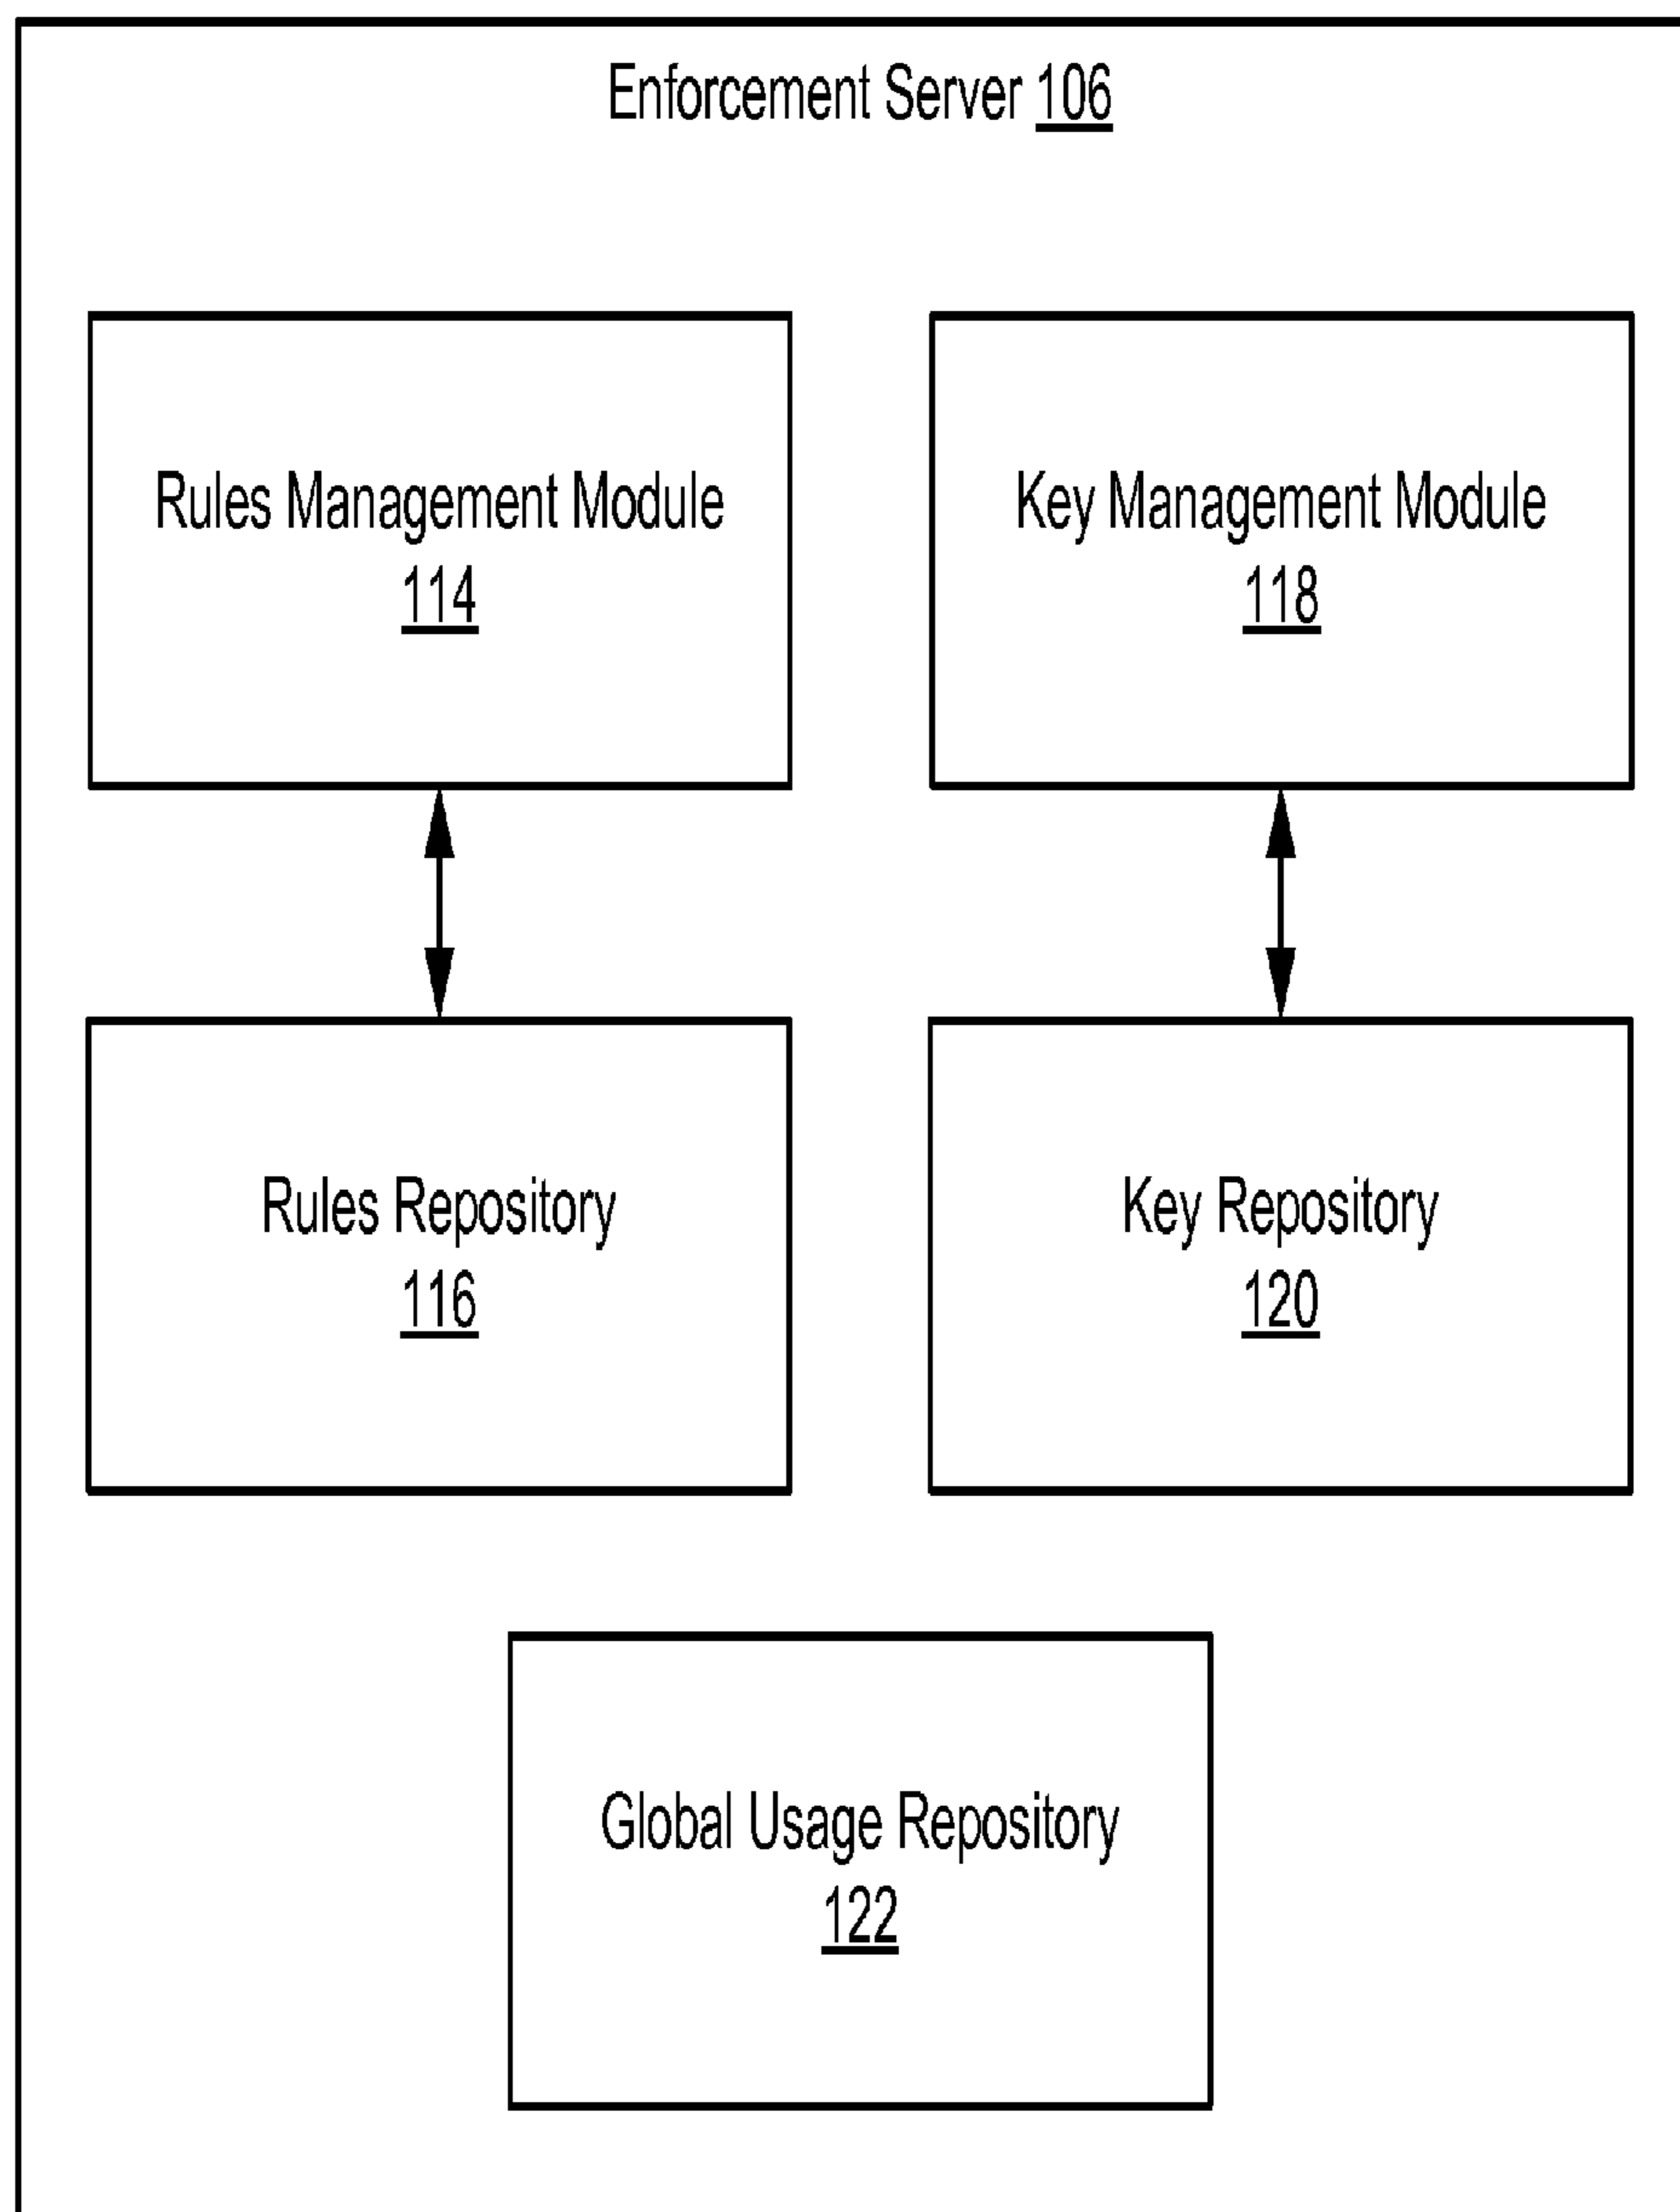 Enforcement Server 106
Rules Management Module
114
Key Management Module
118
Rules Repository
116
Key Repository
120
Global Usage Repository
122